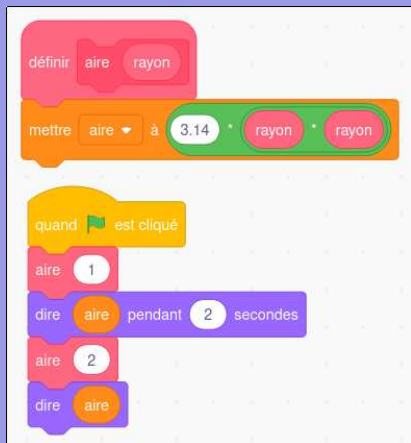 définir aire rayon
mettre aire à 3.14 * rayon * rayon
quand est cliqué
aire 1
dire aire pendant 2 secondes
aire 2
dire aire